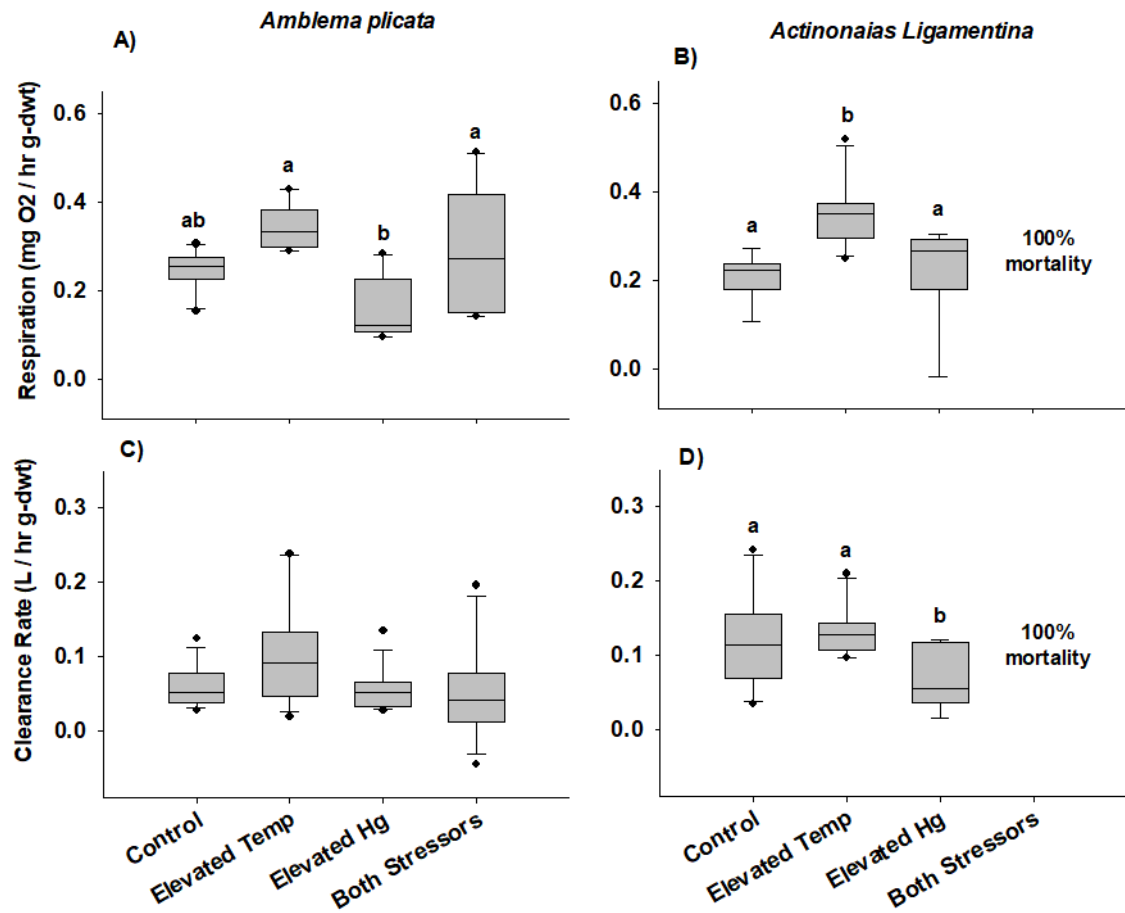 Amblema plicata
Actinonaias Ligamentina
A)
B)
Respiration (mg O2 / hr g-dwt)
0.6
0.4
0.2
0.0
ab
a
b
a
0.6
0.4
0.2
0.0
a
b
a
100%
mortality
C)
D)
Clearance Rate (L / hr g-dwt)
0.3
0.2
0.1
0.0
0.3
0.2
0.1
0.0
a
a
b
100%
mortality
Control
Elevated Temp
Elevated Hg
Both Stressors
Control
Elevated Temp
Elevated Hg
Both Stressors